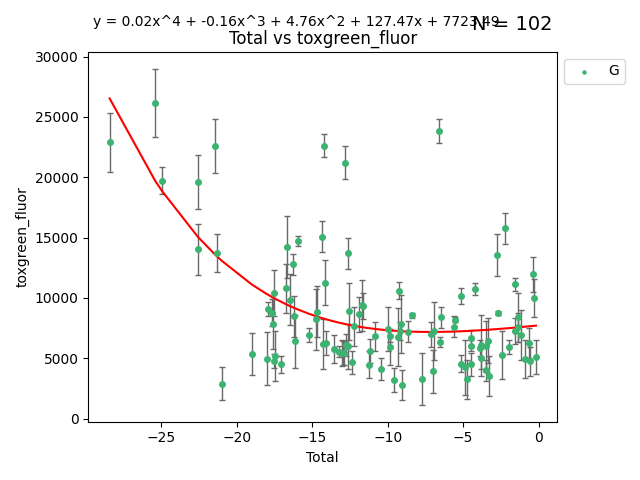 y = 0.02x^4 + -0.16x^3 + 4.76x^2 + 127.47x + 7723.49
N = 102
Total vs toxgreen_fluor
G
30000
25000
20000
15000
10000
5000
0
toxgreen_fluor
−25 −20 −15 −10 −5 0
Total